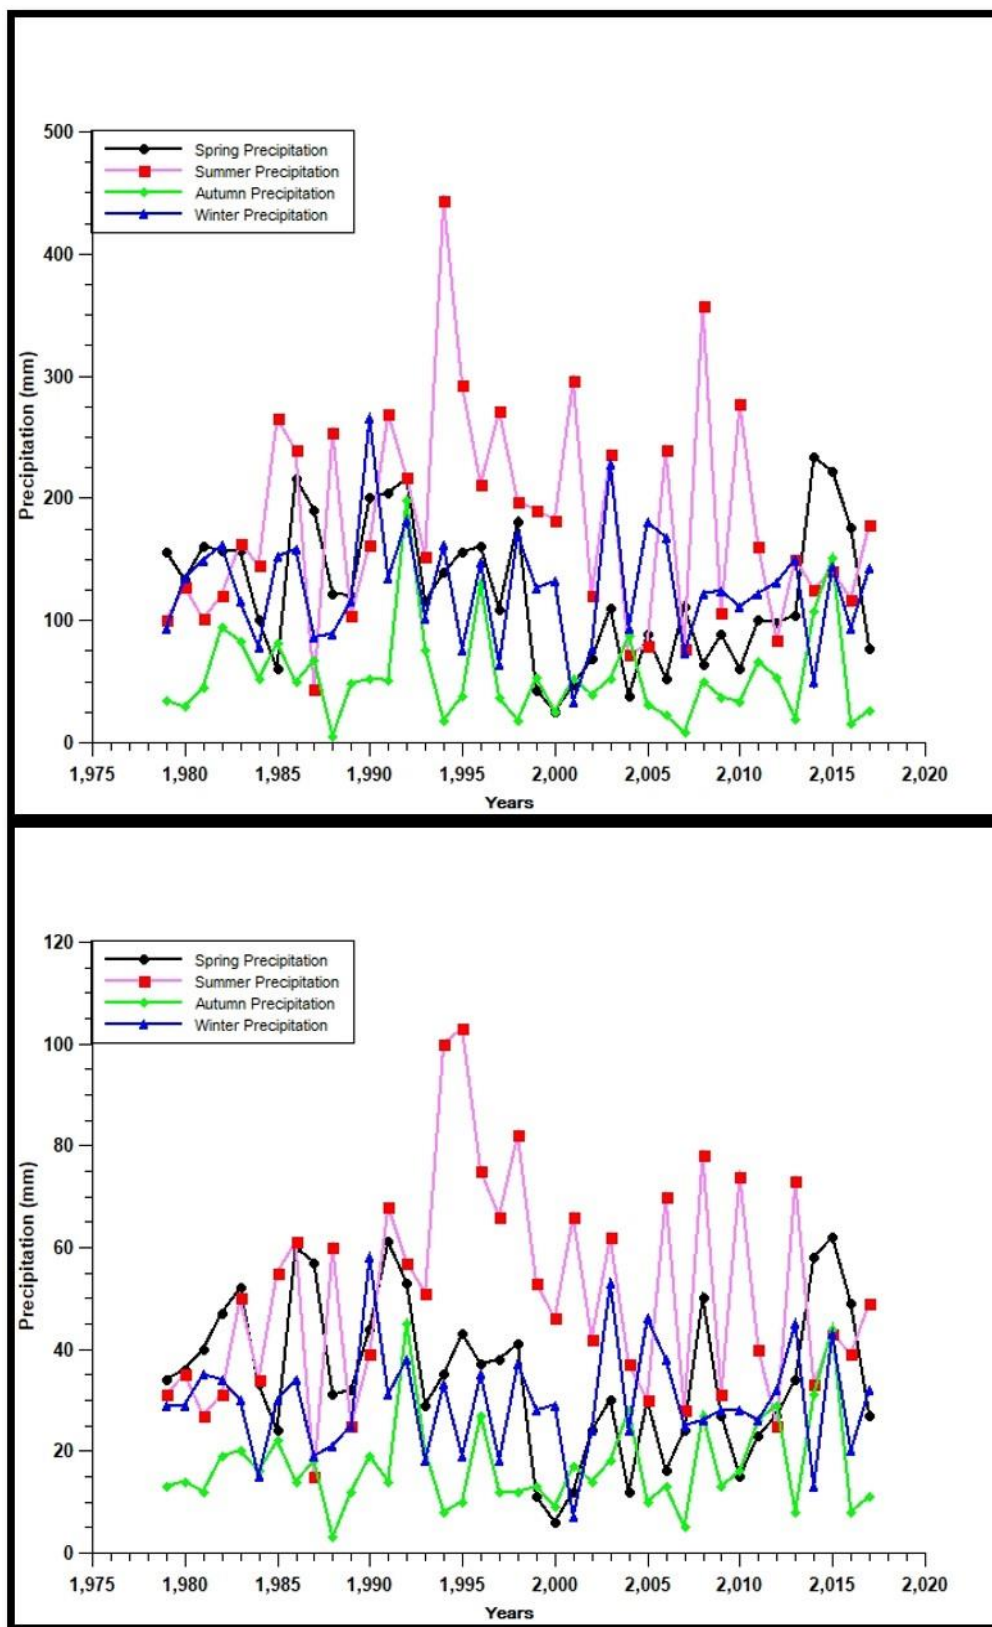 500
Spring Precipitation
Summer Precipitation
Autumn Precipitation
Winter Precipitation
400
300
200
100
0
Precipitation (mm)
1,975 1,980 1,985 1,990 1,995 2,000 2,005 2,010 2,015 2,020
Years
120
Spring Precipitation
Summer Precipitation
Autumn Precipitation
Winter Precipitation
100
80
60
40
20
0
Precipitation (mm)
1,975 1,980 1,985 1,990 1,995 2,000 2,005 2,010 2,015 2,020
Years